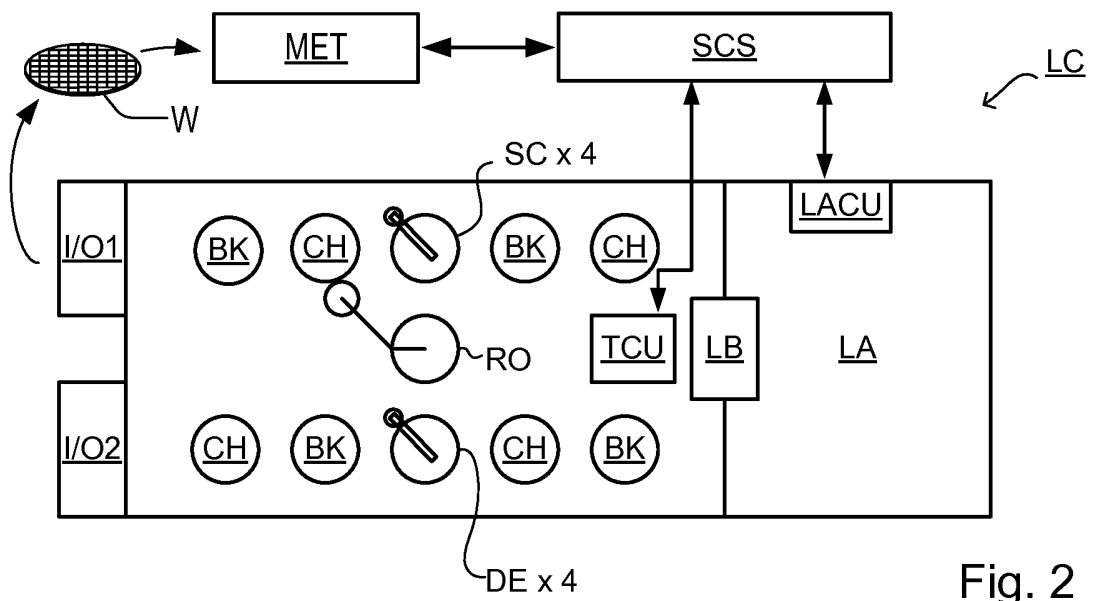 MET
SCS
LC
W
SC x 4
LACU
I/O1
BK
CH
BK
CH
RO
TCU
LB
LA
I/O2
CH
BK
CH
BK
DE x 4
Fig. 2